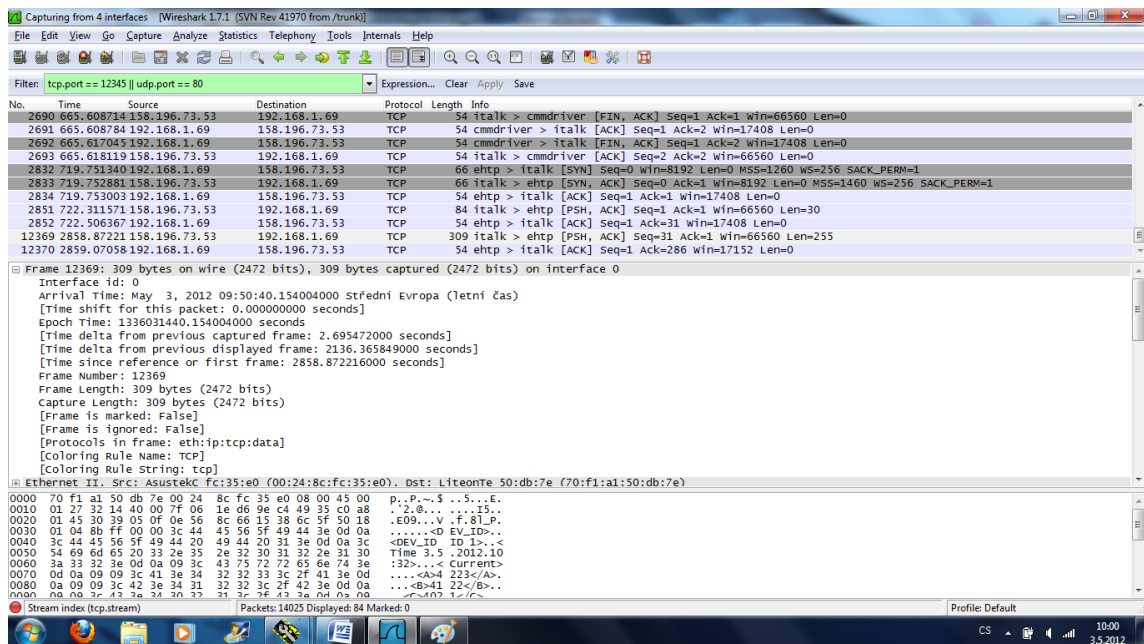 Capturing from 4 interfaces [Wireshark 1.7.1 (SVN Rev 41970 from /trunk)]
File Edit View Go Capture Analyze Statistics Telephony Tools Internals Help
Filter: tcp.port == 12345 || udp.port == 80 Expression... Clear Apply Save
No. Time Source Destination Protocol Length Info
2690 665.608714 158.196.73.53 192.168.1.69 TCP 54 italk > cmmdriver [FIN, ACK] Seq=1 Ack=1 Win=66560 Len=0
2691 665.608784 192.168.1.69 158.196.73.53 TCP 54 cmmdriver > italk [ACK] Seq=1 Ack=2 Win=17408 Len=0
2692 665.617045 192.168.1.69 158.196.73.53 TCP 54 cmmdriver > italk [FIN, ACK] Seq=1 Ack=2 Win=17408 Len=0
2693 665.618119 158.196.73.53 192.168.1.69 TCP 54 italk > cmmdriver [ACK] Seq=2 Ack=2 Win=66560 Len=0
2832 719.751340 192.168.1.69 158.196.73.53 TCP 66 ehtp > italk [SYN] Seq=0 Win=8192 Len=0 MSS=1260 WS=256 SACK_PERM=1
2833 719.752881 158.196.73.53 192.168.1.69 TCP 66 italk > ehtp [SYN, ACK] Seq=0 Ack=1 Win=8192 Len=0 MSS=1460 WS=256 SACK_PERM=1
2834 719.753003 192.168.1.69 158.196.73.53 TCP 54 ehtp > italk [ACK] Seq=1 Ack=1 Win=17408 Len=0
2851 722.311571 158.196.73.53 192.168.1.69 TCP 84 italk > ehtp [PSH, ACK] Seq=1 Ack=1 Win=66560 Len=30
2852 722.506367 192.168.1.69 158.196.73.53 TCP 54 ehtp > italk [ACK] Seq=1 Ack=31 Win=17408 Len=0
12369 2858.87221 158.196.73.53 192.168.1.69 TCP 309 italk > ehtp [PSH, ACK] Seq=31 Ack=1 Win=66560 Len=255
12370 2859.07058 192.168.1.69 158.196.73.53 TCP 54 ehtp > italk [ACK] Seq=1 Ack=286 Win=17152 Len=0
Frame 12369: 309 bytes on wire (2472 bits), 309 bytes captured (2472 bits) on interface 0
Interface id: 0
Arrival Time: May 3, 2012 09:50:40.154004000 Střední Evropa (letní čas)
[Time shift for this packet: 0.000000000 seconds]
Epoch Time: 1336031440.154004000 seconds
[Time delta from previous captured frame: 2.695472000 seconds]
[Time delta from previous displayed frame: 2136.365849000 seconds]
[Time since reference or first frame: 2858.872216000 seconds]
Frame Number: 12369
Frame Length: 309 bytes (2472 bits)
Capture Length: 309 bytes (2472 bits)
[Frame is marked: False]
[Frame is ignored: False]
[Protocols in frame: eth:ip:tcp:data]
[Coloring Rule Name: TCP]
[Coloring Rule String: tcp]
Ethernet II, Src: AsustekC_fc:35:e0 (00:24:8c:fc:35:e0), Dst: LiteonTe_50:db:7e (70:f1:a1:50:db:7e)
0000 70 f1 a1 50 db 7e 00 24 8c fc 35 e0 08 00 45 00 p..P.~.$ ..5...E.
0010 01 27 32 14 40 00 7f 06 1e d6 9e c4 49 35 c0 a8 .'2.@... ....I5..
0020 01 45 30 39 05 0f 0e 56 8c 66 15 38 6c 5f 50 18 .E09...V .f.8l_P.
0030 01 04 8b ff 00 00 3c 44 45 56 5f 49 44 3e 0d 0a ......<D EV_ID>..
0040 3c 44 45 56 5f 49 44 20 49 44 20 31 3e 0d 0a 3c <DEV_ID ID 1>..<
0050 54 69 6d 65 20 33 2e 35 2e 32 30 31 32 2e 31 30 Time 3.5 .2012.10
0060 3a 33 32 3e 0d 0a 09 3c 43 75 72 72 65 6e 74 3e :32>...< Current>
0070 0d 0a 09 09 3c 41 3e 34 32 32 33 3c 2f 41 3e 0d ....<A>4 223</A>.
0080 0a 09 09 3c 42 3e 34 31 32 32 3c 2f 42 3e 0d 0a ...<B>41 22</B>..
0090 09 09 3c 43 3e 34 30 32 31 3c 2f 43 3e 0d 0a 09 ..<C>402 1</C>...
Stream index (tcp.stream) Packets: 14025 Displayed: 84 Marked: 0 Profile: Default
CS 10:00
3.5.2012